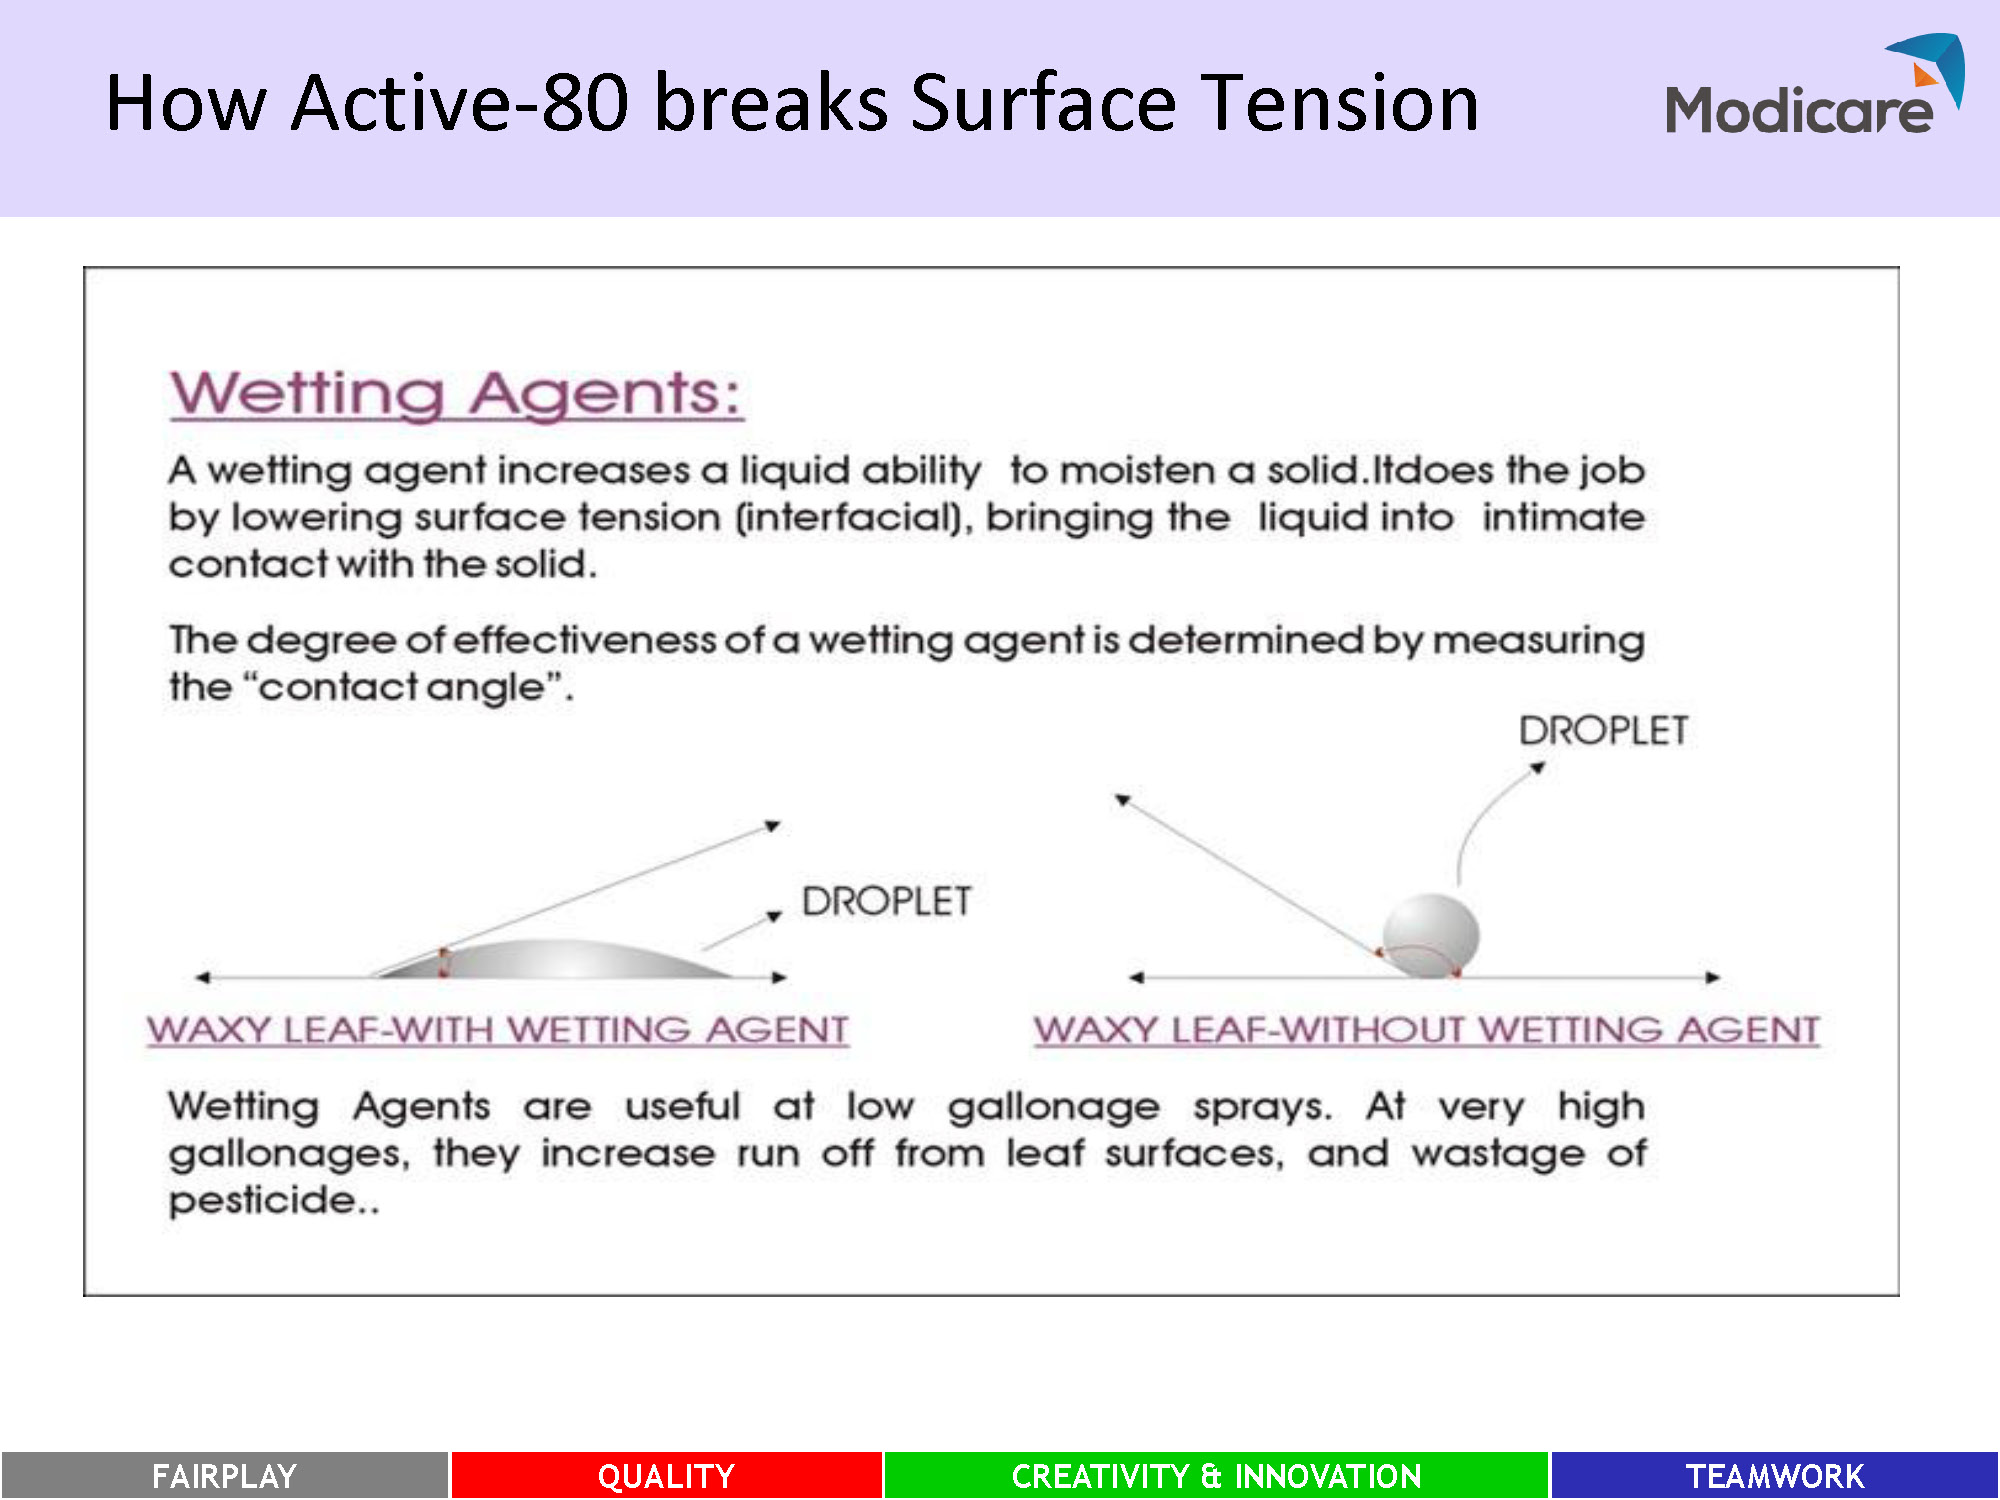 How Active-80 breaks Surface Tension
Modicare
Wetting Agents:
A wetting agent increases a liquid ability to moisten a solid.Itdoes the job
by lowering surface tension (interfacial), bringing the liquid into intimate
contact with the solid.
The degree of effectiveness of a wetting agent is determined by measuring
the “contact angle”.
DROPLET
DROPLET
WAXY LEAF-WITH WETTING AGENT
WAXY LEAF-WITHOUT WETTING AGENT
Wetting Agents are useful at low gallonage sprays. At very high
gallonages, they increase run off from leaf surfaces, and wastage of
pesticide..
FAIRPLAY
QUALITY
CREATIVITY & INNOVATION
TEAMWORK